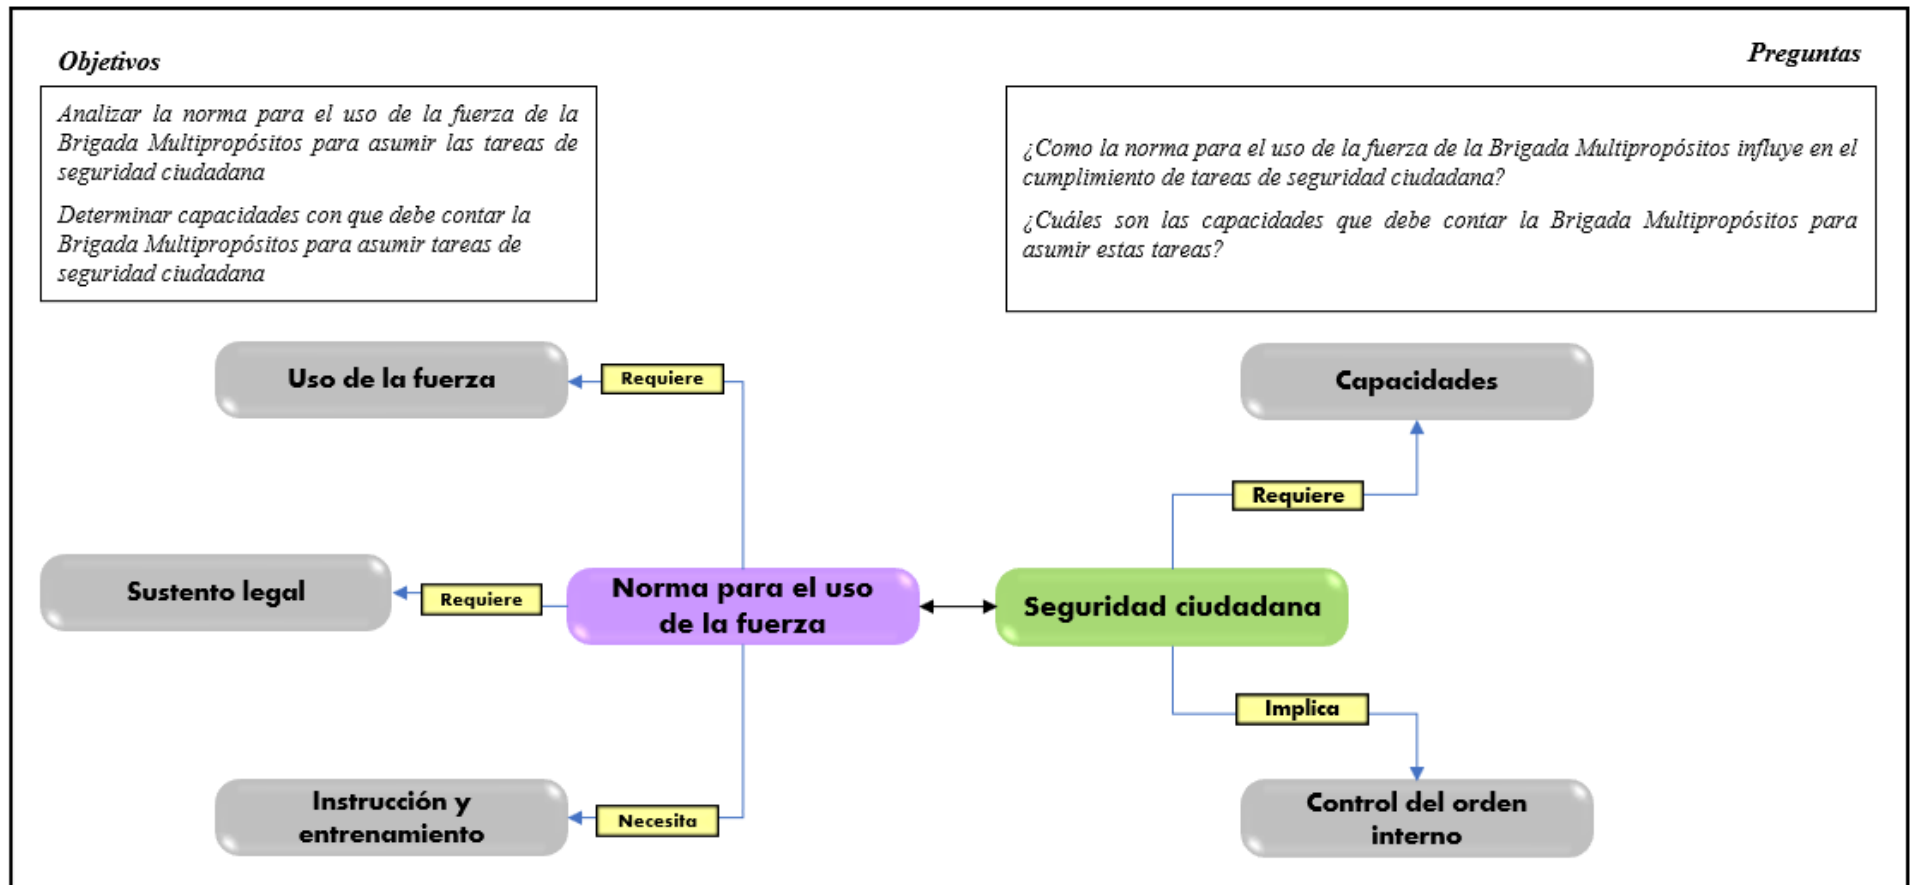 Objetivos
Preguntas
Analizar la norma para el uso de la fuerza de la
Brigada Multipropósitos para asumir las tareas de
seguridad ciudadana
Determinar capacidades con que debe contar la
Brigada Multipropósitos para asumir tareas de
seguridad ciudadana
¿Como la norma para el uso de la fuerza de la Brigada Multipropósitos influye en el
cumplimiento de tareas de seguridad ciudadana?
¿Cuáles son las capacidades que debe contar la Brigada Multipropósitos para
asumir estas tareas?
Uso de la fuerza
Requiere
Capacidades
Requiere
Sustento legal
Requiere
Norma para el uso
de la fuerza
Seguridad ciudadana
Implica
Instrucción y
entrenamiento
Necesita
Control del orden
interno